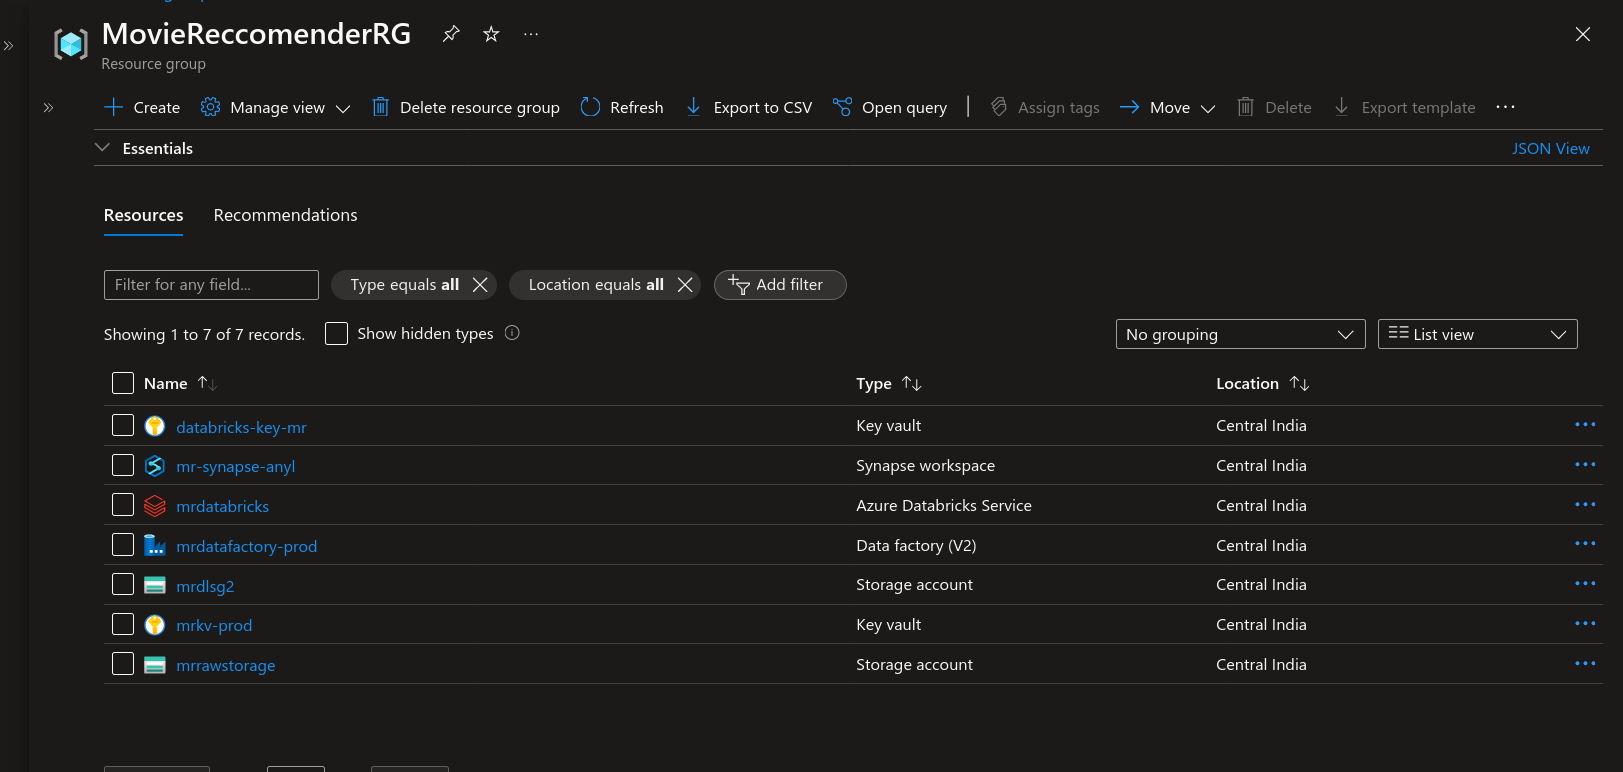 MovieReccomenderRG
Resource group
Create Manage view Delete resource group Refresh Export to CSV Open query Assign tags Move Delete Export template
Essentials JSON View
Resources Recommendations
Filter for any field... Type equals all Location equals all Add filter
Showing 1 to 7 of 7 records. Show hidden types No grouping List view
Name Type Location
databricks-key-mr Key vault Central India
mr-synapse-anyl Synapse workspace Central India
mrdatabricks Azure Databricks Service Central India
mrdatafactory-prod Data factory (V2) Central India
mrdlsg2 Storage account Central India
mrkv-prod Key vault Central India
mrrawstorage Storage account Central India